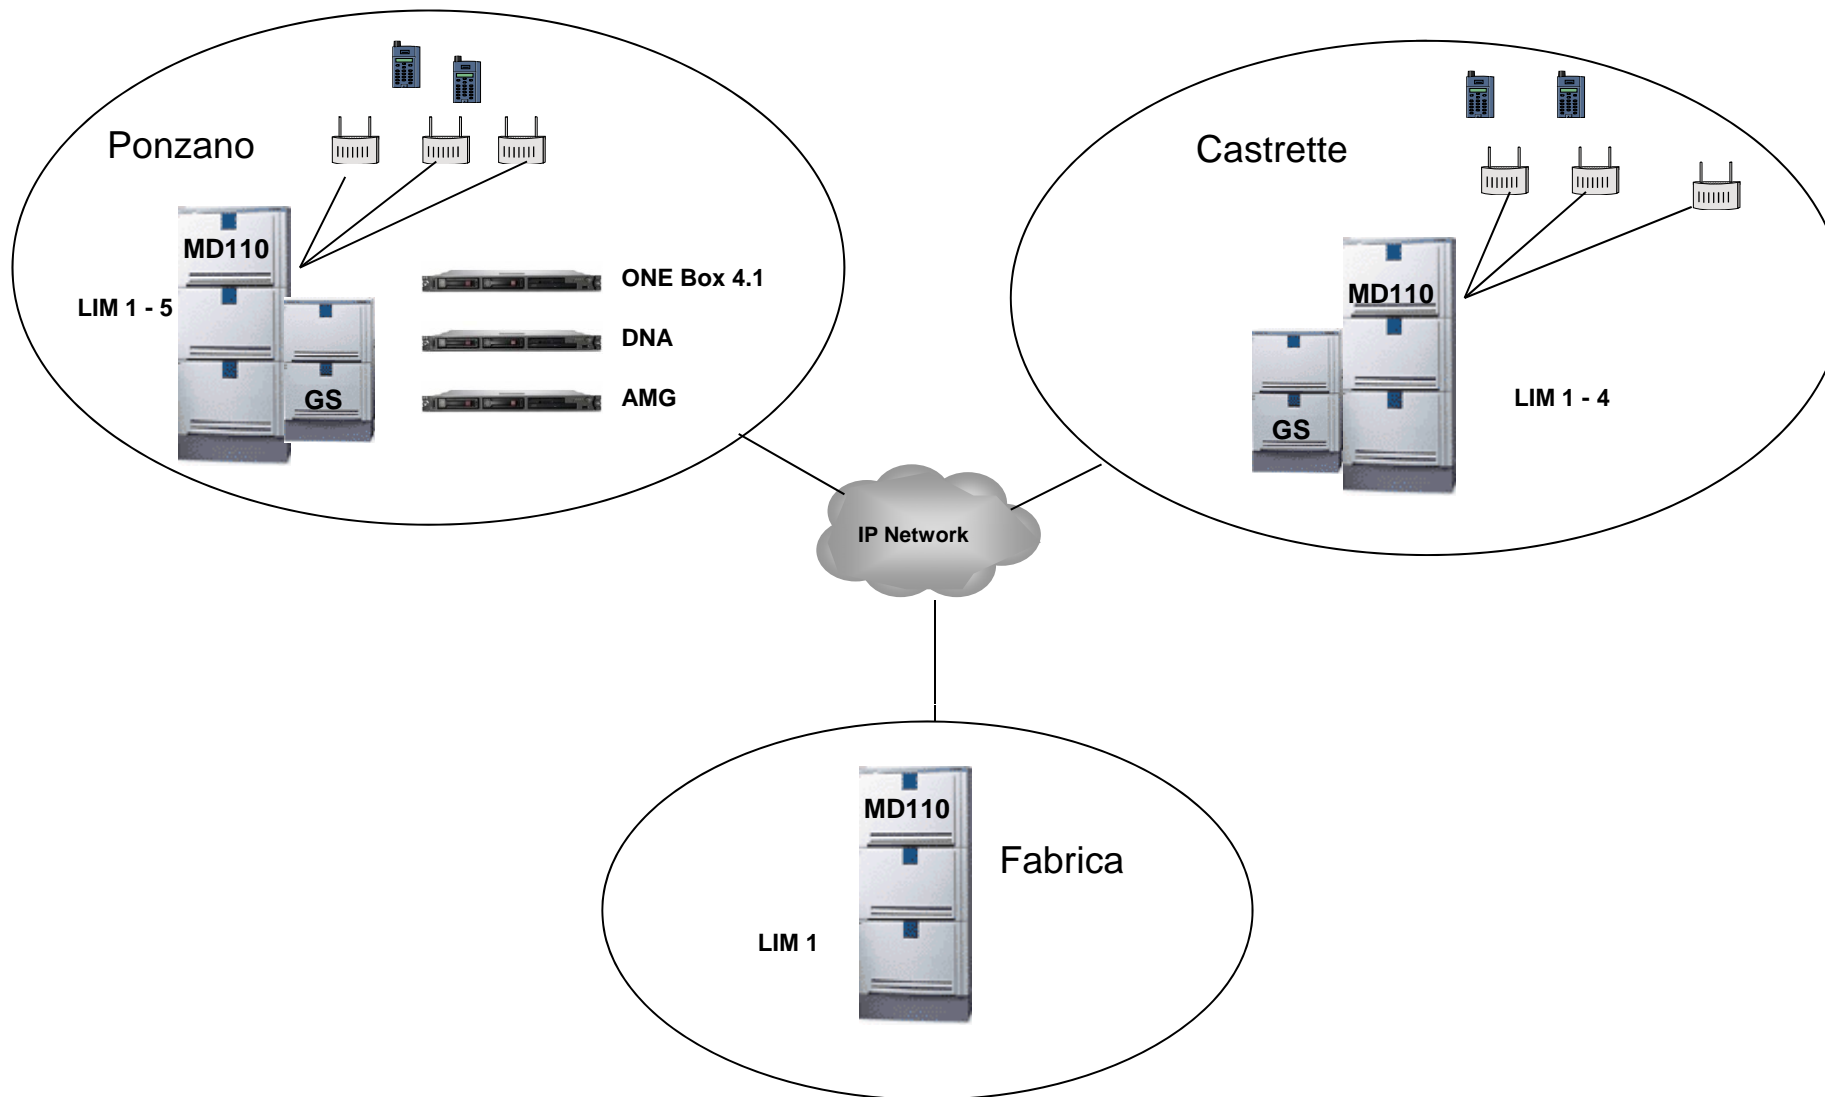 Ponzano
MD110
LIM 1 - 5
GS
ONE Box 4.1
DNA
AMG
Castrette
MD110
GS
LIM 1 - 4
IP Network
MD110
Fabrica
LIM 1